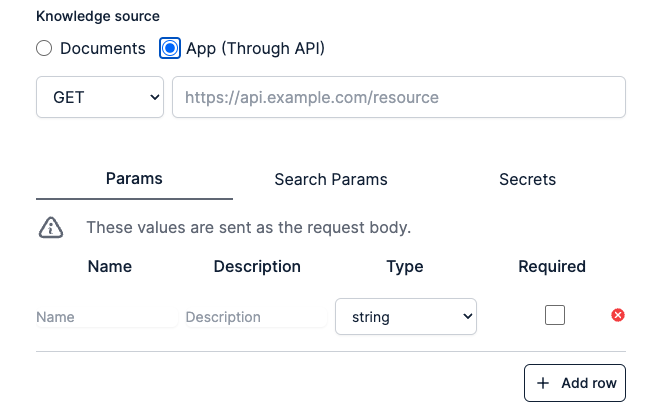 Knowledge source
Documents App (Through API)
GET https://api.example.com/resource
Params Search Params Secrets
These values are sent as the request body.
Name Description Type Required
Name Description string
Add row